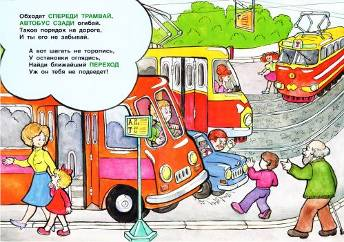 Обходят СПЕРЕДИ ТРАМВАЙ,
АВТОБУС СЗАДИ огибай.
Таков порядок на дороге,
И ты его не забывай.
А вот шагать не торопись,
У остановки оглядись,
Найди ближайший ПЕРЕХОД
Уж он тебя не подведет!
А
Т